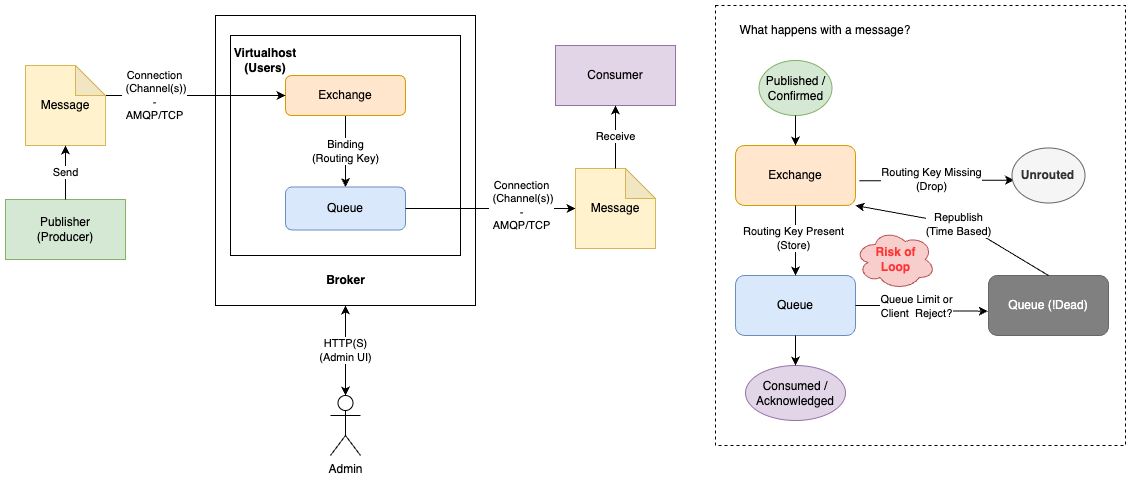 Message
Connection
(Channel(s))
-
AMQP/TCP
Send
Publisher
(Producer)
Virtualhost
(Users)
Exchange
Binding
(Routing Key)
Queue
Broker
HTTP(S)
(Admin UI)
Admin
Connection
(Channel(s))
-
AMQP/TCP
Consumer
Receive
Message
What happens with a message?
Published /
Confirmed
Exchange
Routing Key Missing
(Drop)
Unrouted
Routing Key Present
(Store)
Republish
(Time Based)
Risk of
Loop
Queue
Queue Limit or
Client Reject?
Queue (!Dead)
Consumed /
Acknowledged